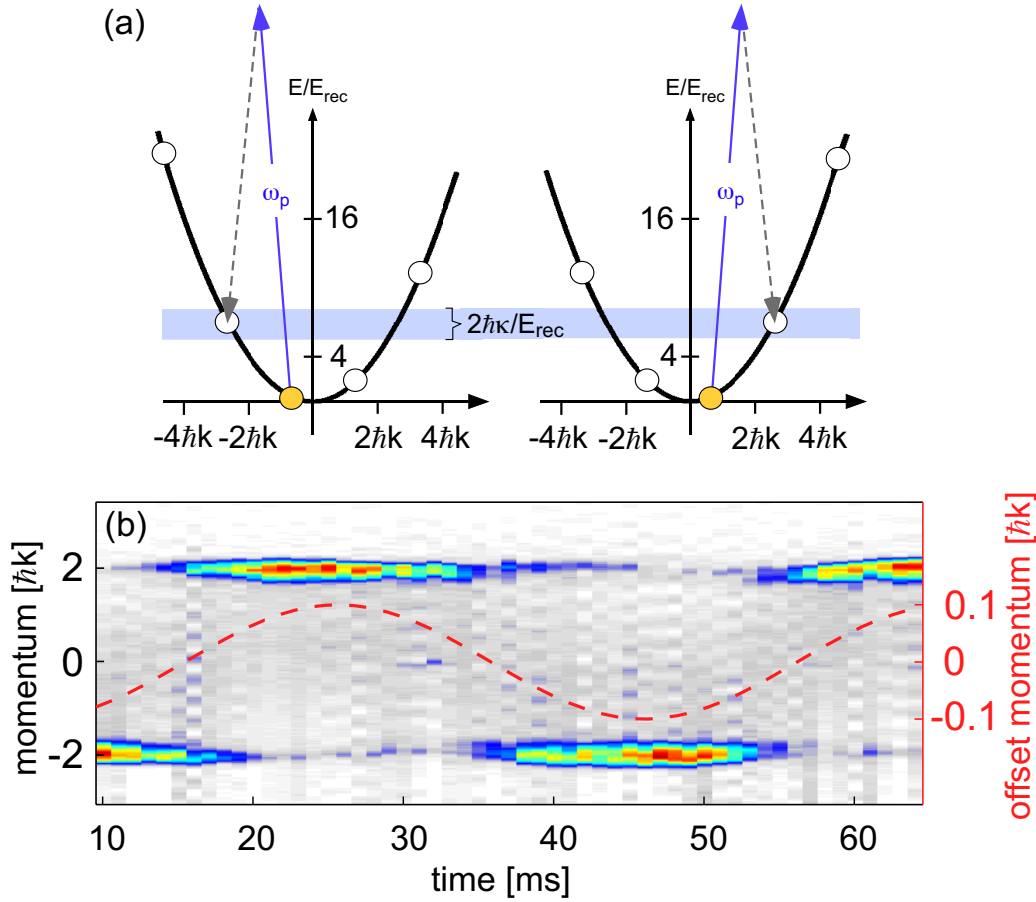 (a)
E/E_rec E/E_rec
ω_p ω_p
16 16
} 2ħκ/E_rec
4 4
-4ħk -2ħk 2ħk 4ħk -4ħk -2ħk 2ħk 4ħk
(b)
momentum [ħk]
2
0
-2
0.1
0
-0.1
offset momentum [ħk]
10 20 30 40 50 60
time [ms]